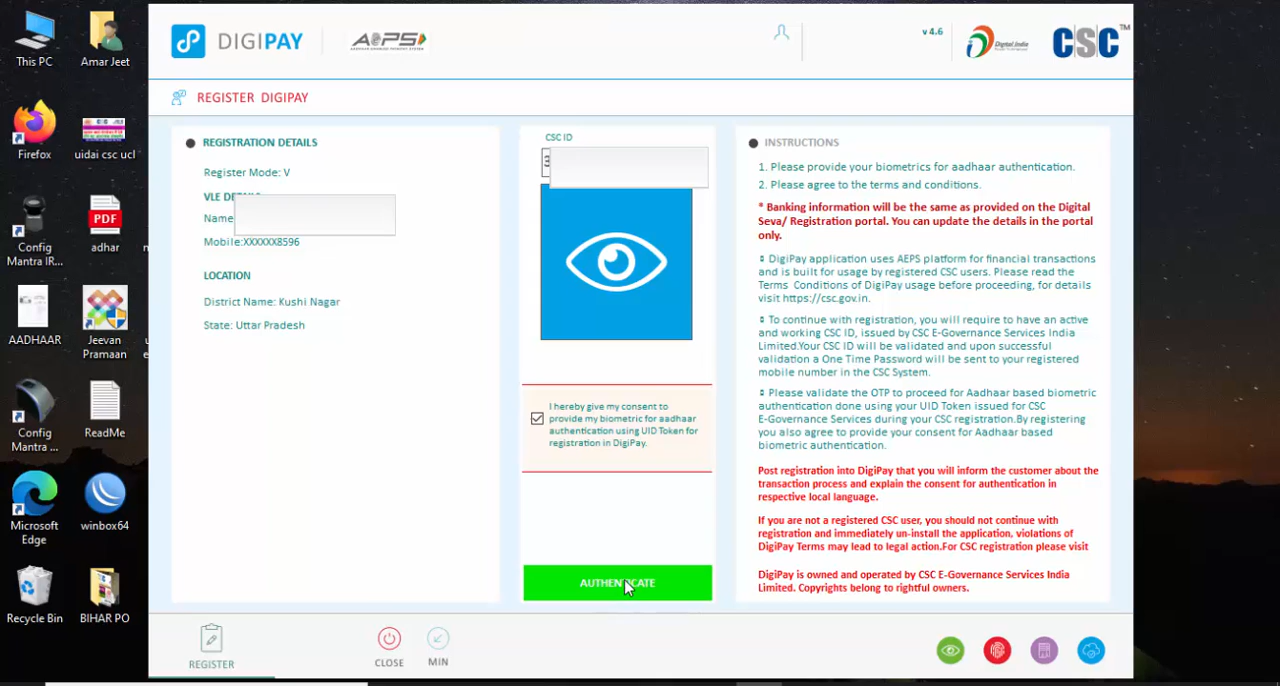 This PC
Amar Jeet
Firefox
uidai csc ucl
Config
Mantra IR...
PDF
adhar
AADHAAR
Jeevan
Pramaan
Config
Mantra ...
ReadMe
Microsoft
Edge
winbox64
Recycle Bin
BIHAR PO
DIGIPAY
AePS
AADHAAR ENABLED PAYMENT SYSTEM
v 4.6
Digital India
CSC™
REGISTER DIGIPAY
REGISTRATION DETAILS
Register Mode: V
VLE DE
Name
Mobile:XXXXXX8596
LOCATION
District Name: Kushi Nagar
State: Uttar Pradesh
CSC ID
3
I hereby give my consent to
provide my biometric for aadhaar
authentication using UID Token for
registration in DigiPay.
AUTHENTICATE
INSTRUCTIONS
1. Please provide your biometrics for aadhaar authentication.
2. Please agree to the terms and conditions.
* Banking information will be the same as provided on the Digital
Seva/ Registration portal. You can update the details in the portal
only.
DigiPay application uses AEPS platform for financial transactions
and is built for usage by registered CSC users. Please read the
Terms Conditions of DigiPay usage before proceeding, for details
visit https://csc.gov.in.
To continue with registration, you will require to have an active
and working CSC ID, issued by CSC E-Governance Services India
Limited.Your CSC ID will be validated and upon successful
validation a One Time Password will be sent to your registered
mobile number in the CSC System.
Please validate the OTP to proceed for Aadhaar based biometric
authentication done using your UID Token issued for CSC
E-Governance Services during your CSC registration.By registering
you also agree to provide your consent for Aadhaar based
biometric authentication.
Post registration into DigiPay that you will inform the customer about the
transaction process and explain the consent for authentication in
respective local language.
If you are not a registered CSC user, you should not continue with
registration and immediately un-install the application, violations of
DigiPay Terms may lead to legal action.For CSC registration please visit
DigiPay is owned and operated by CSC E-Governance Services India
Limited. Copyrights belong to rightful owners.
REGISTER
CLOSE
MIN